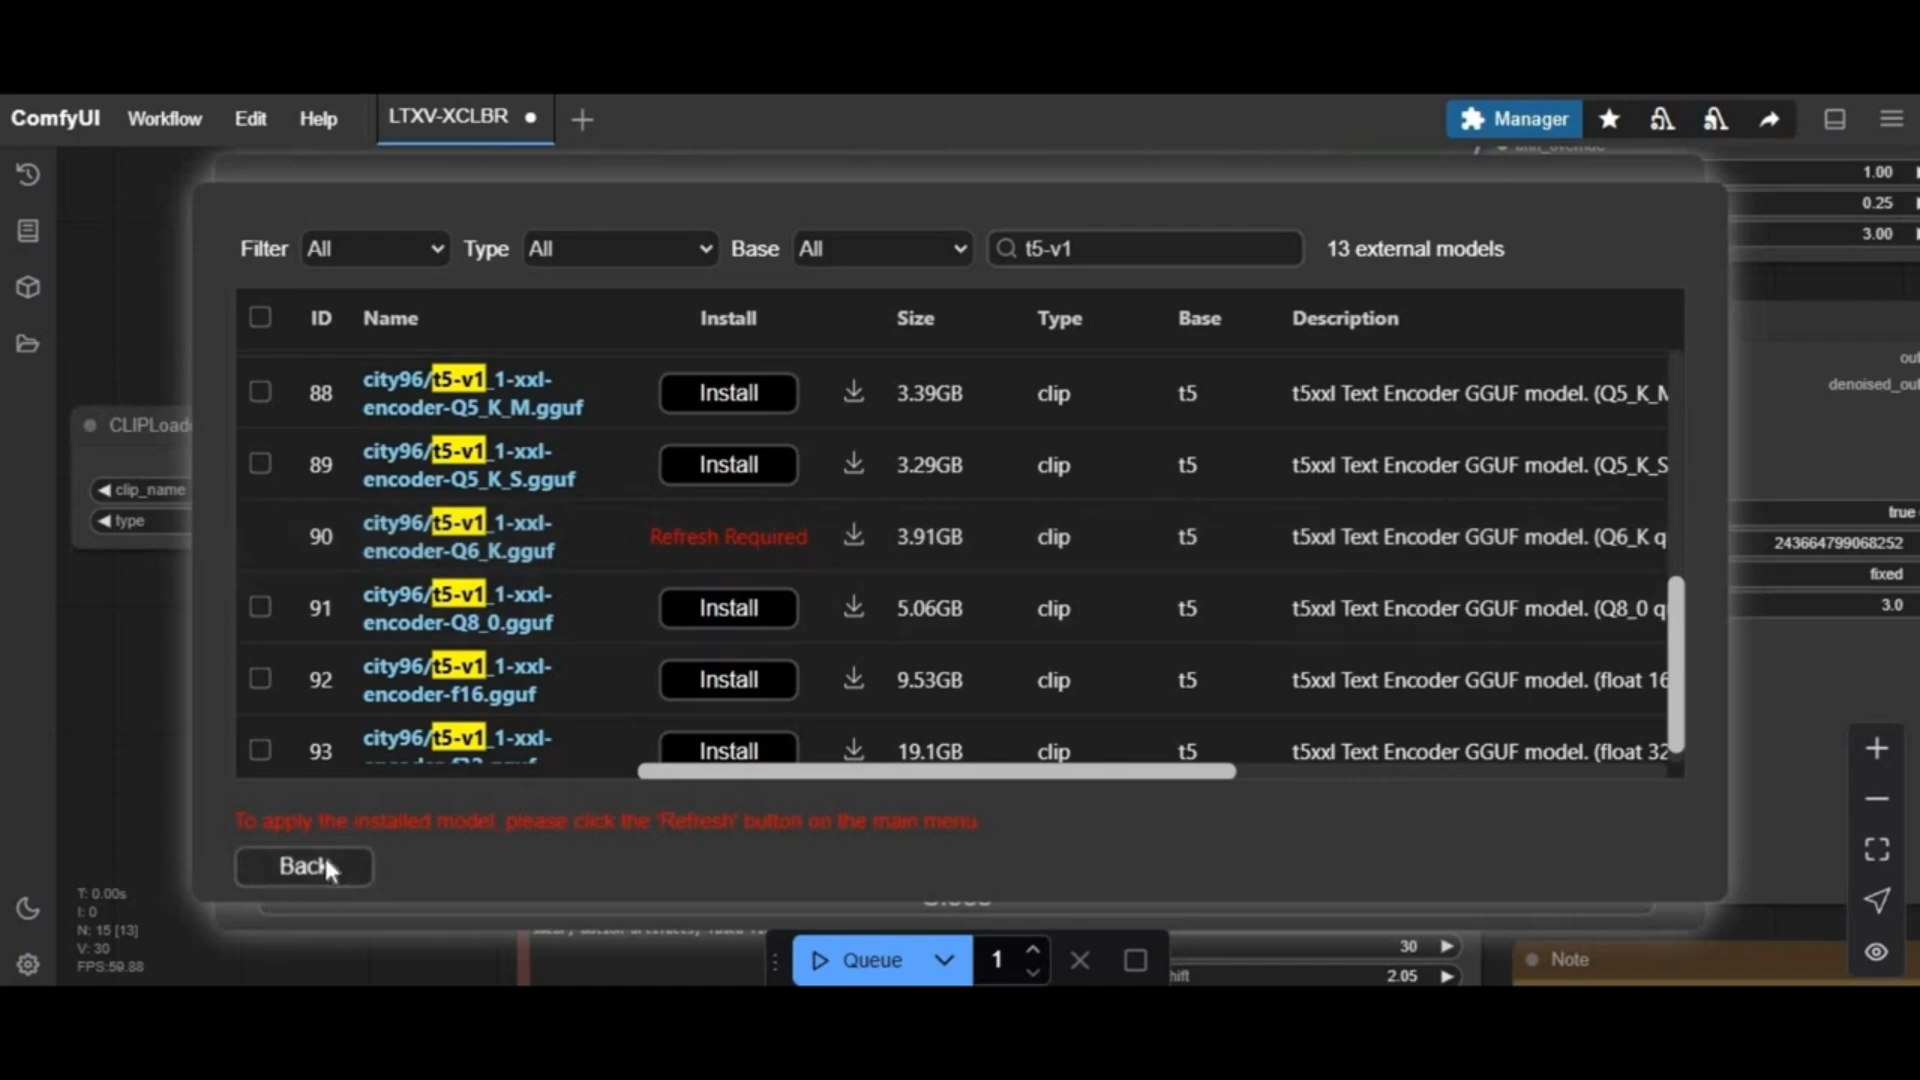 ComfyUI Workflow Edit Help LTXV-XCLBR Manager
1.00
0.25
3.00
Filter All Type All Base All t5-v1 13 external models
ID Name Install Size Type Base Description
88 city96/t5-v1_1-xxl-encoder-Q5_K_M.gguf Install 3.39GB clip t5 t5xxl Text Encoder GGUF model. (Q5_K_M
89 city96/t5-v1_1-xxl-encoder-Q5_K_S.gguf Install 3.29GB clip t5 t5xxl Text Encoder GGUF model. (Q5_K_S
90 city96/t5-v1_1-xxl-encoder-Q6_K.gguf Refresh Required 3.91GB clip t5 t5xxl Text Encoder GGUF model. (Q6_K q
91 city96/t5-v1_1-xxl-encoder-Q8_0.gguf Install 5.06GB clip t5 t5xxl Text Encoder GGUF model. (Q8_0 q
92 city96/t5-v1_1-xxl-encoder-f16.gguf Install 9.53GB clip t5 t5xxl Text Encoder GGUF model. (float 16
93 city96/t5-v1_1-xxl- Install 19.1GB clip t5 t5xxl Text Encoder GGUF model. (float 32
CLIPLoad
clip_name
type
out
denoised_out
true
243664799068252
fixed
3.0
To apply the installed model, please click the 'Refresh' button on the main menu.
Back
T: 0.00s
I: 0
N: 15 [13]
V: 30
FPS:59.88
Queue 1
30
2.05
Note